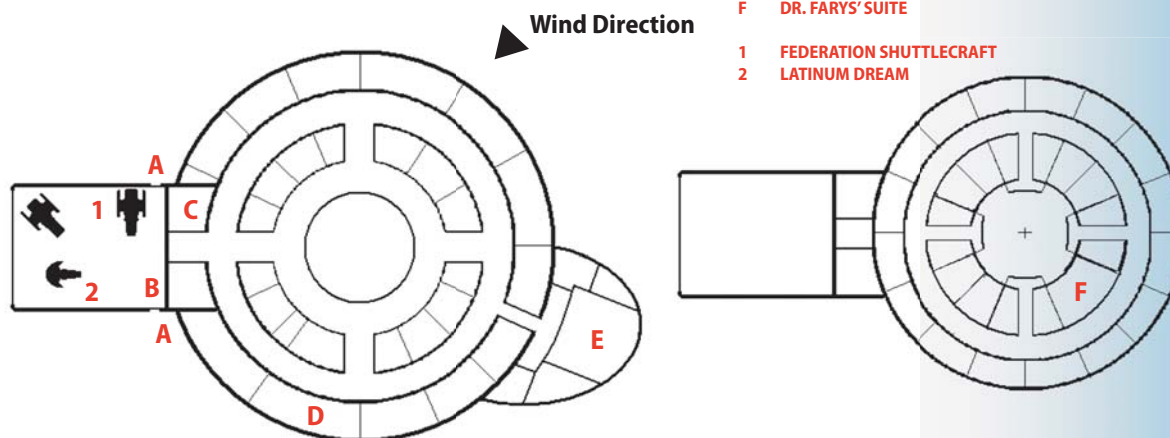 Wind Direction
F DR. FARYS’ SUITE
1 FEDERATION SHUTTLECRAFT
2 LATINUM DREAM
A
1
C
2
B
A
D
E
F